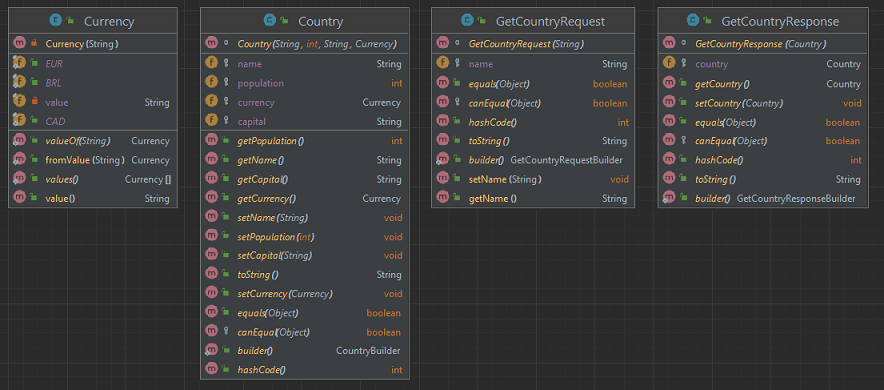 Currency
Currency(String)
EUR
BRL
value String
CAD
valueOf(String) Currency
fromValue(String) Currency
values() Currency[]
value() String
Country
Country(String, int, String, Currency)
name String
population int
currency Currency
capital String
getPopulation() int
getName() String
getCapital() String
getCurrency() Currency
setName(String) void
setPopulation(int) void
setCapital(String) void
toString() String
setCurrency(Currency) void
equals(Object) boolean
canEqual(Object) boolean
builder() CountryBuilder
hashCode() int
GetCountryRequest
GetCountryRequest(String)
name String
equals(Object) boolean
canEqual(Object) boolean
hashCode() int
toString() String
builder() GetCountryRequestBuilder
setName(String) void
getName() String
GetCountryResponse
GetCountryResponse(Country)
country Country
getCountry() Country
setCountry(Country) void
equals(Object) boolean
canEqual(Object) boolean
hashCode() int
toString() String
builder() GetCountryResponseBuilder